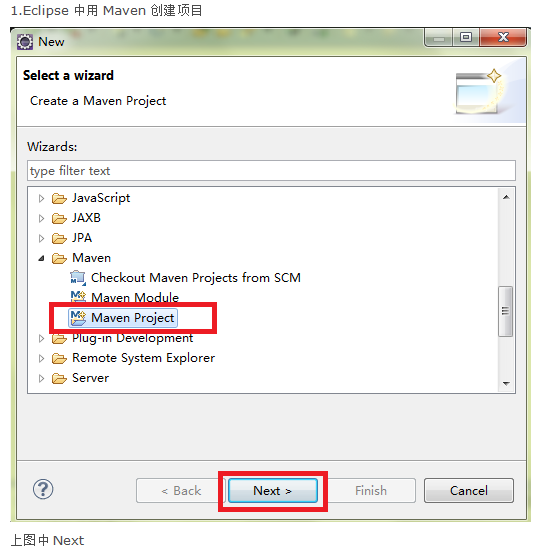 1.Eclipse 中用 Maven 创建项目
New
Select a wizard
Create a Maven Project
Wizards:
type filter text
JavaScript
JAXB
JPA
Maven
Checkout Maven Projects from SCM
Maven Module
Maven Project
Plug-in Development
Remote System Explorer
Server
< Back
Next >
Finish
Cancel
上图中 Next